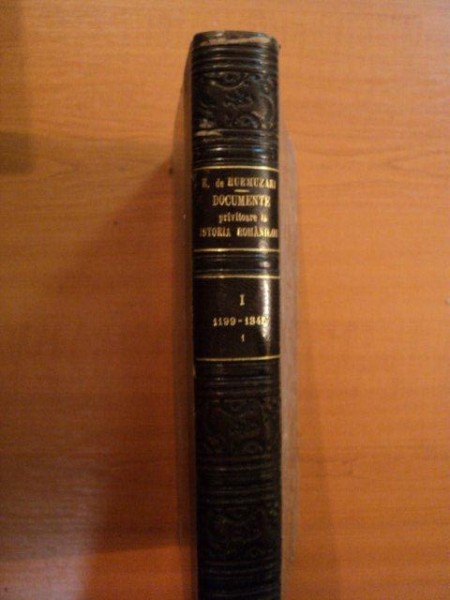 E. de HURMUZAKI
DOCUMENTE
privitoare la
ISTORIA ROMÂNILOR
I
1199-1345
1